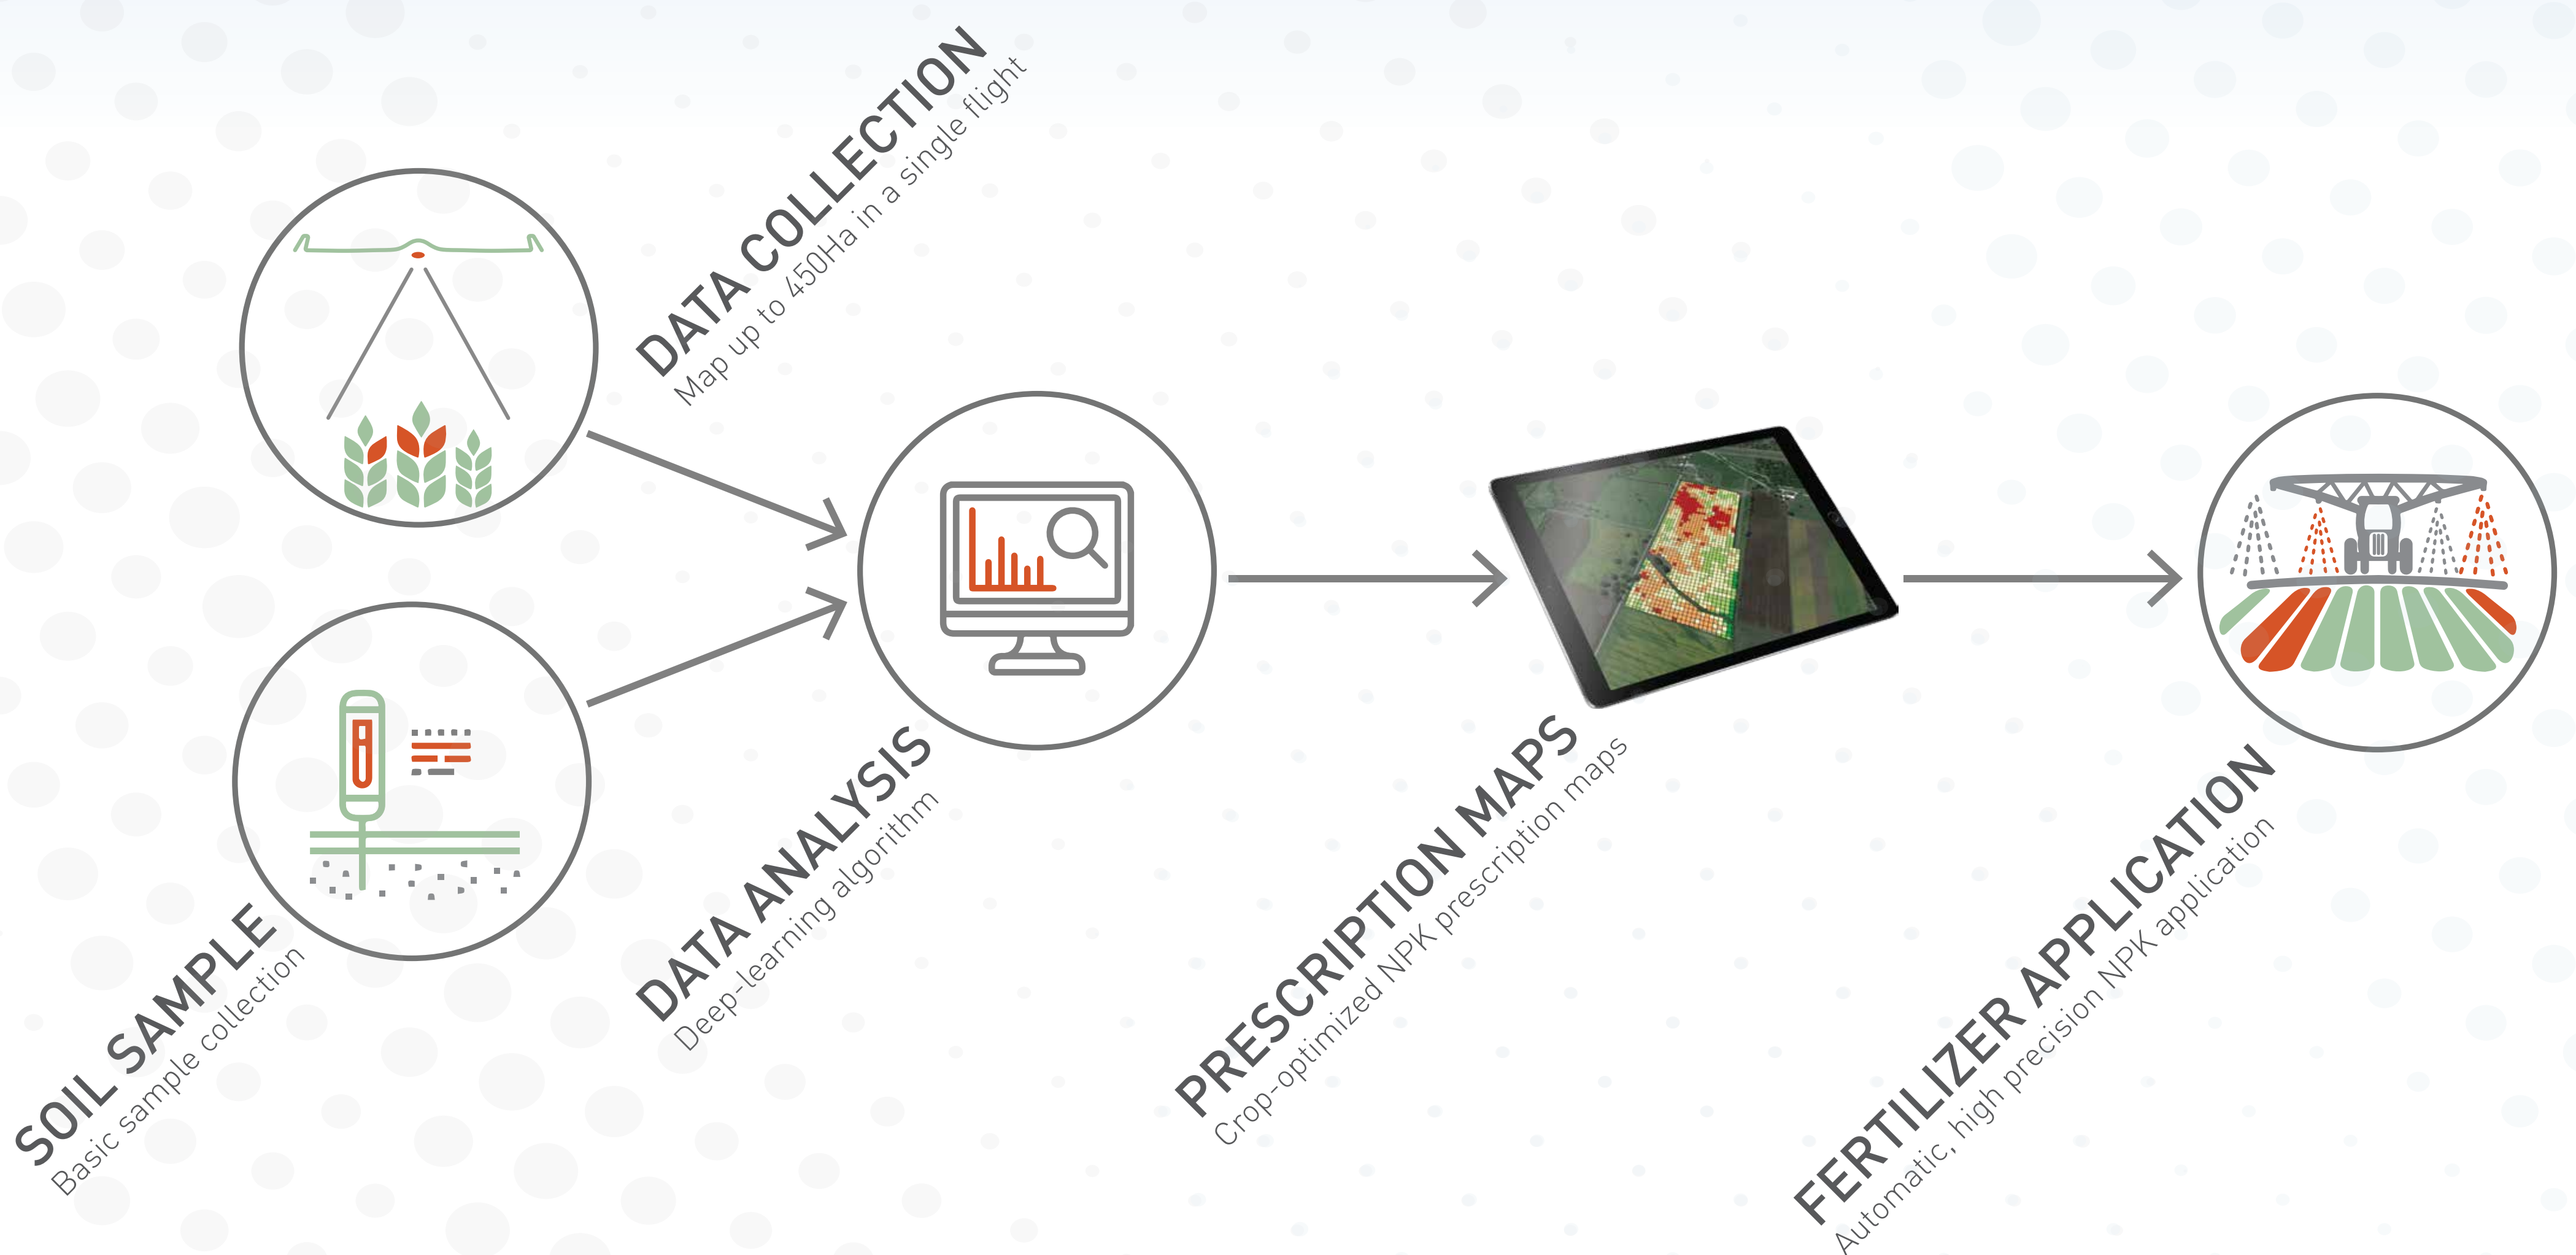 DATA COLLECTION
Map up to 450Ha in a single flight
SOIL SAMPLE
Basic sample collection
DATA ANALYSIS
Deep-learning algorithm
PRESCRIPTION MAPS
Crop-optimized NPK prescription maps
FERTILIZER APPLICATION
Automatic, high precision NPK application